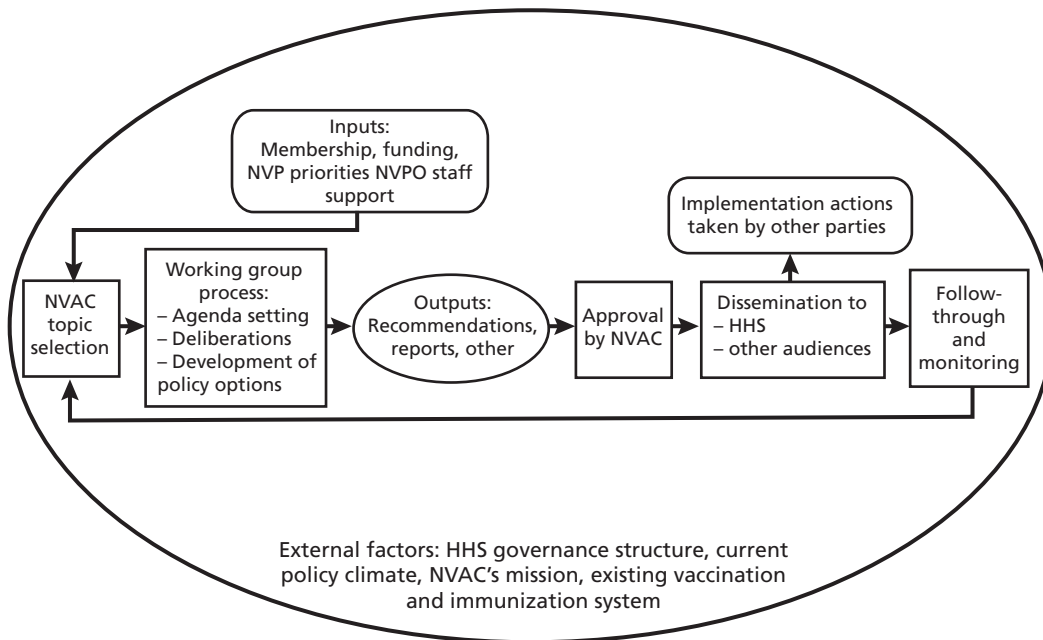 Inputs:
Membership, funding,
NVP priorities NVPO staff
support
Implementation actions
taken by other parties
NVAC
topic
selection
Working group
process:
– Agenda setting
– Deliberations
– Development of
policy options
Outputs:
Recommendations,
reports, other
Approval
by NVAC
Dissemination to
– HHS
– other audiences
Follow-
through
and
monitoring
External factors: HHS governance structure, current
policy climate, NVAC’s mission, existing vaccination
and immunization system